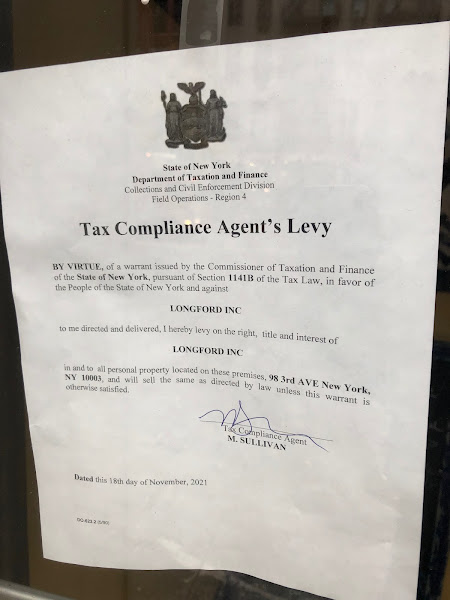 State of New York
Department of Taxation and Finance
Collections and Civil Enforcement Division
Field Operations - Region 4
Tax Compliance Agent's Levy
BY VIRTUE, of a warrant issued by the Commissioner of Taxation and Finance
of the State of New York, pursuant of Section 1141B of the Tax Law, in favor of
the People of the State of New York and against
LONGFORD INC
to me directed and delivered, I hereby levy on the right, title and interest of
LONGFORD INC
in and to all personal property located on these premises, 98 3rd AVE New York,
NY 10003, and will sell the same as directed by law unless this warrant is
otherwise satisfied.
Tax Compliance Agent
M. SULLIVAN
Dated this 18th day of November, 2021